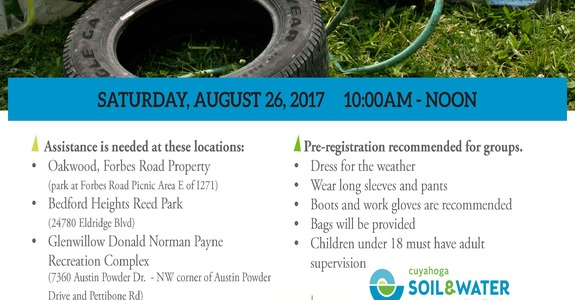 SATURDAY, AUGUST 26, 2017 10:00AM - NOON
Assistance is needed at these locations:
• Oakwood, Forbes Road Property
(park at Forbes Road Picnic Area E of I271)
• Bedford Heights Reed Park
(24780 Eldridge Blvd)
• Glenwillow Donald Norman Payne
Recreation Complex
(7360 Austin Powder Dr. - NW corner of Austin Powder
Drive and Pettibone Rd)
Pre-registration recommended for groups.
• Dress for the weather
• Wear long sleeves and pants
• Boots and work gloves are recommended
• Bags will be provided
• Children under 18 must have adult
supervision
cuyahoga
SOIL&WATER